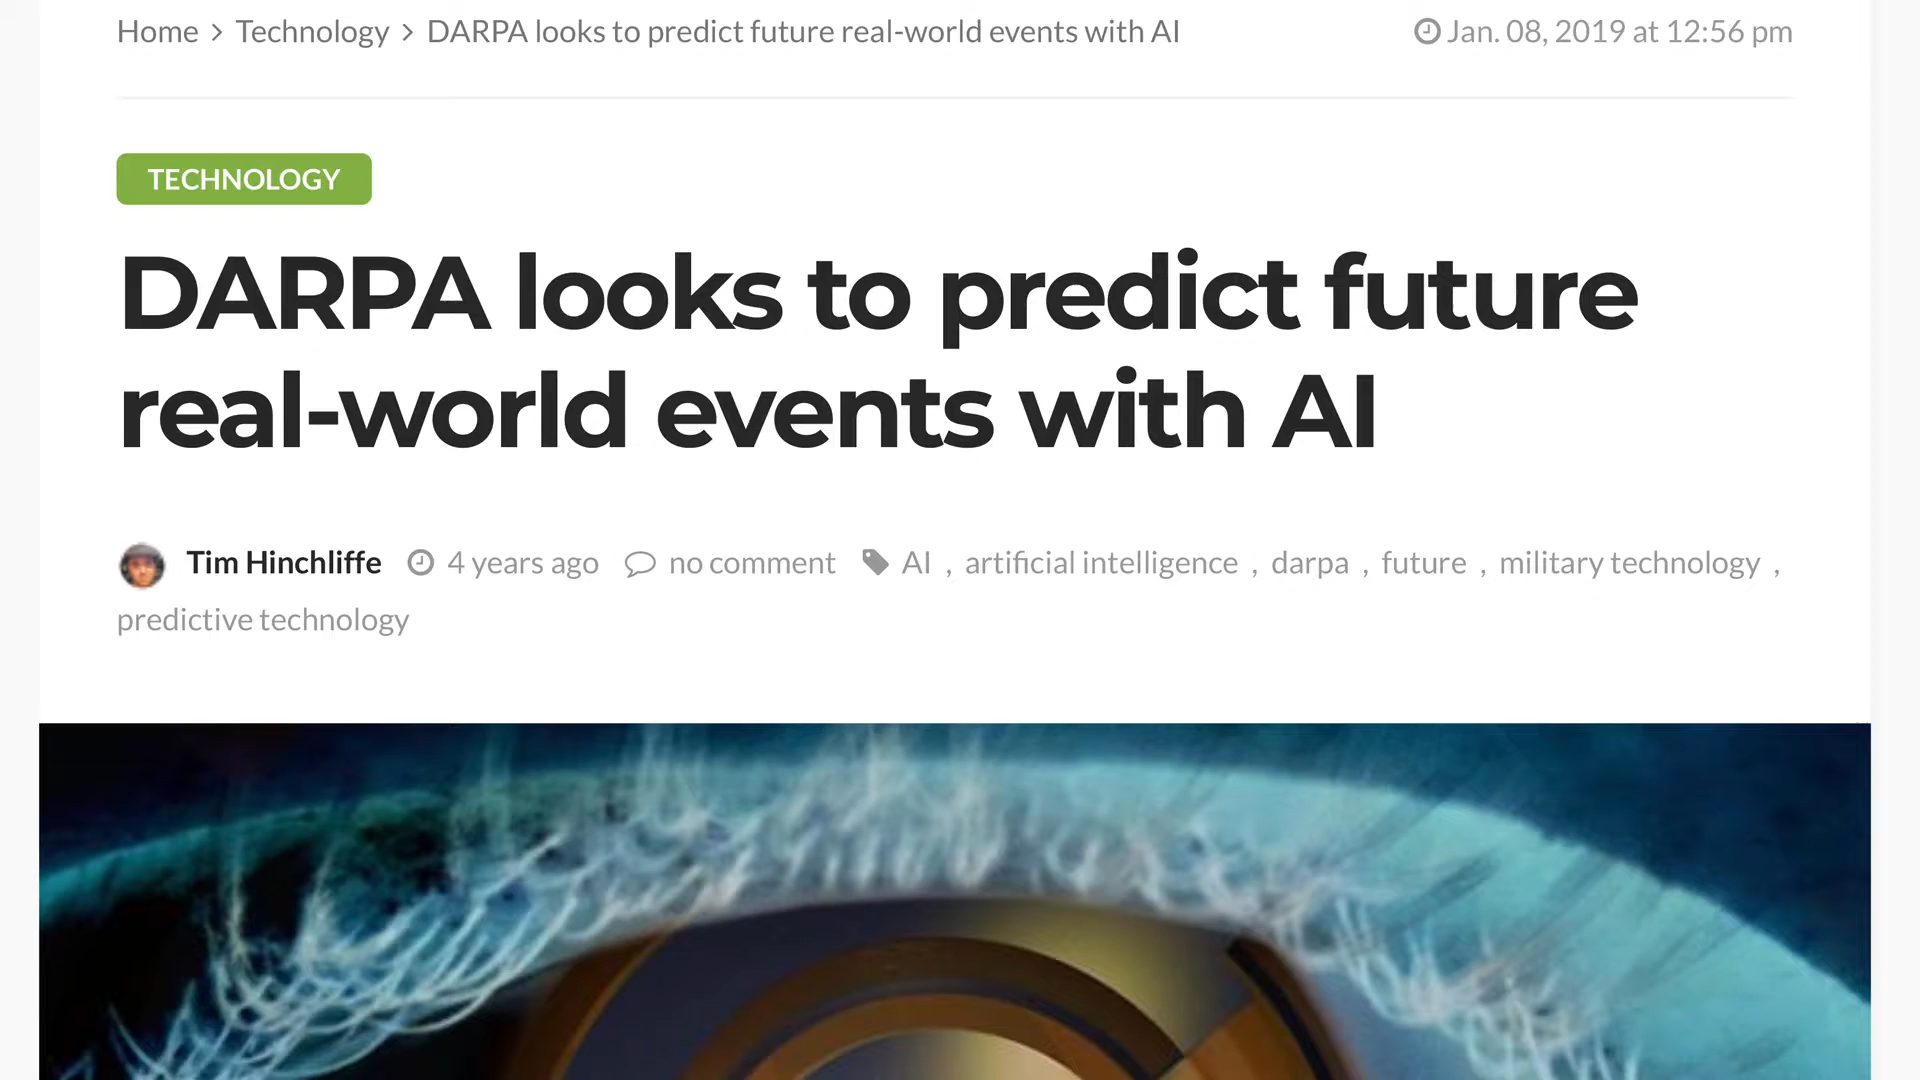 Home > Technology > DARPA looks to predict future real-world events with AI
Jan. 08, 2019 at 12:56 pm
TECHNOLOGY
DARPA looks to predict future
real-world events with AI
Tim Hinchliffe 4 years ago no comment AI , artificial intelligence , darpa , future , military technology ,
predictive technology